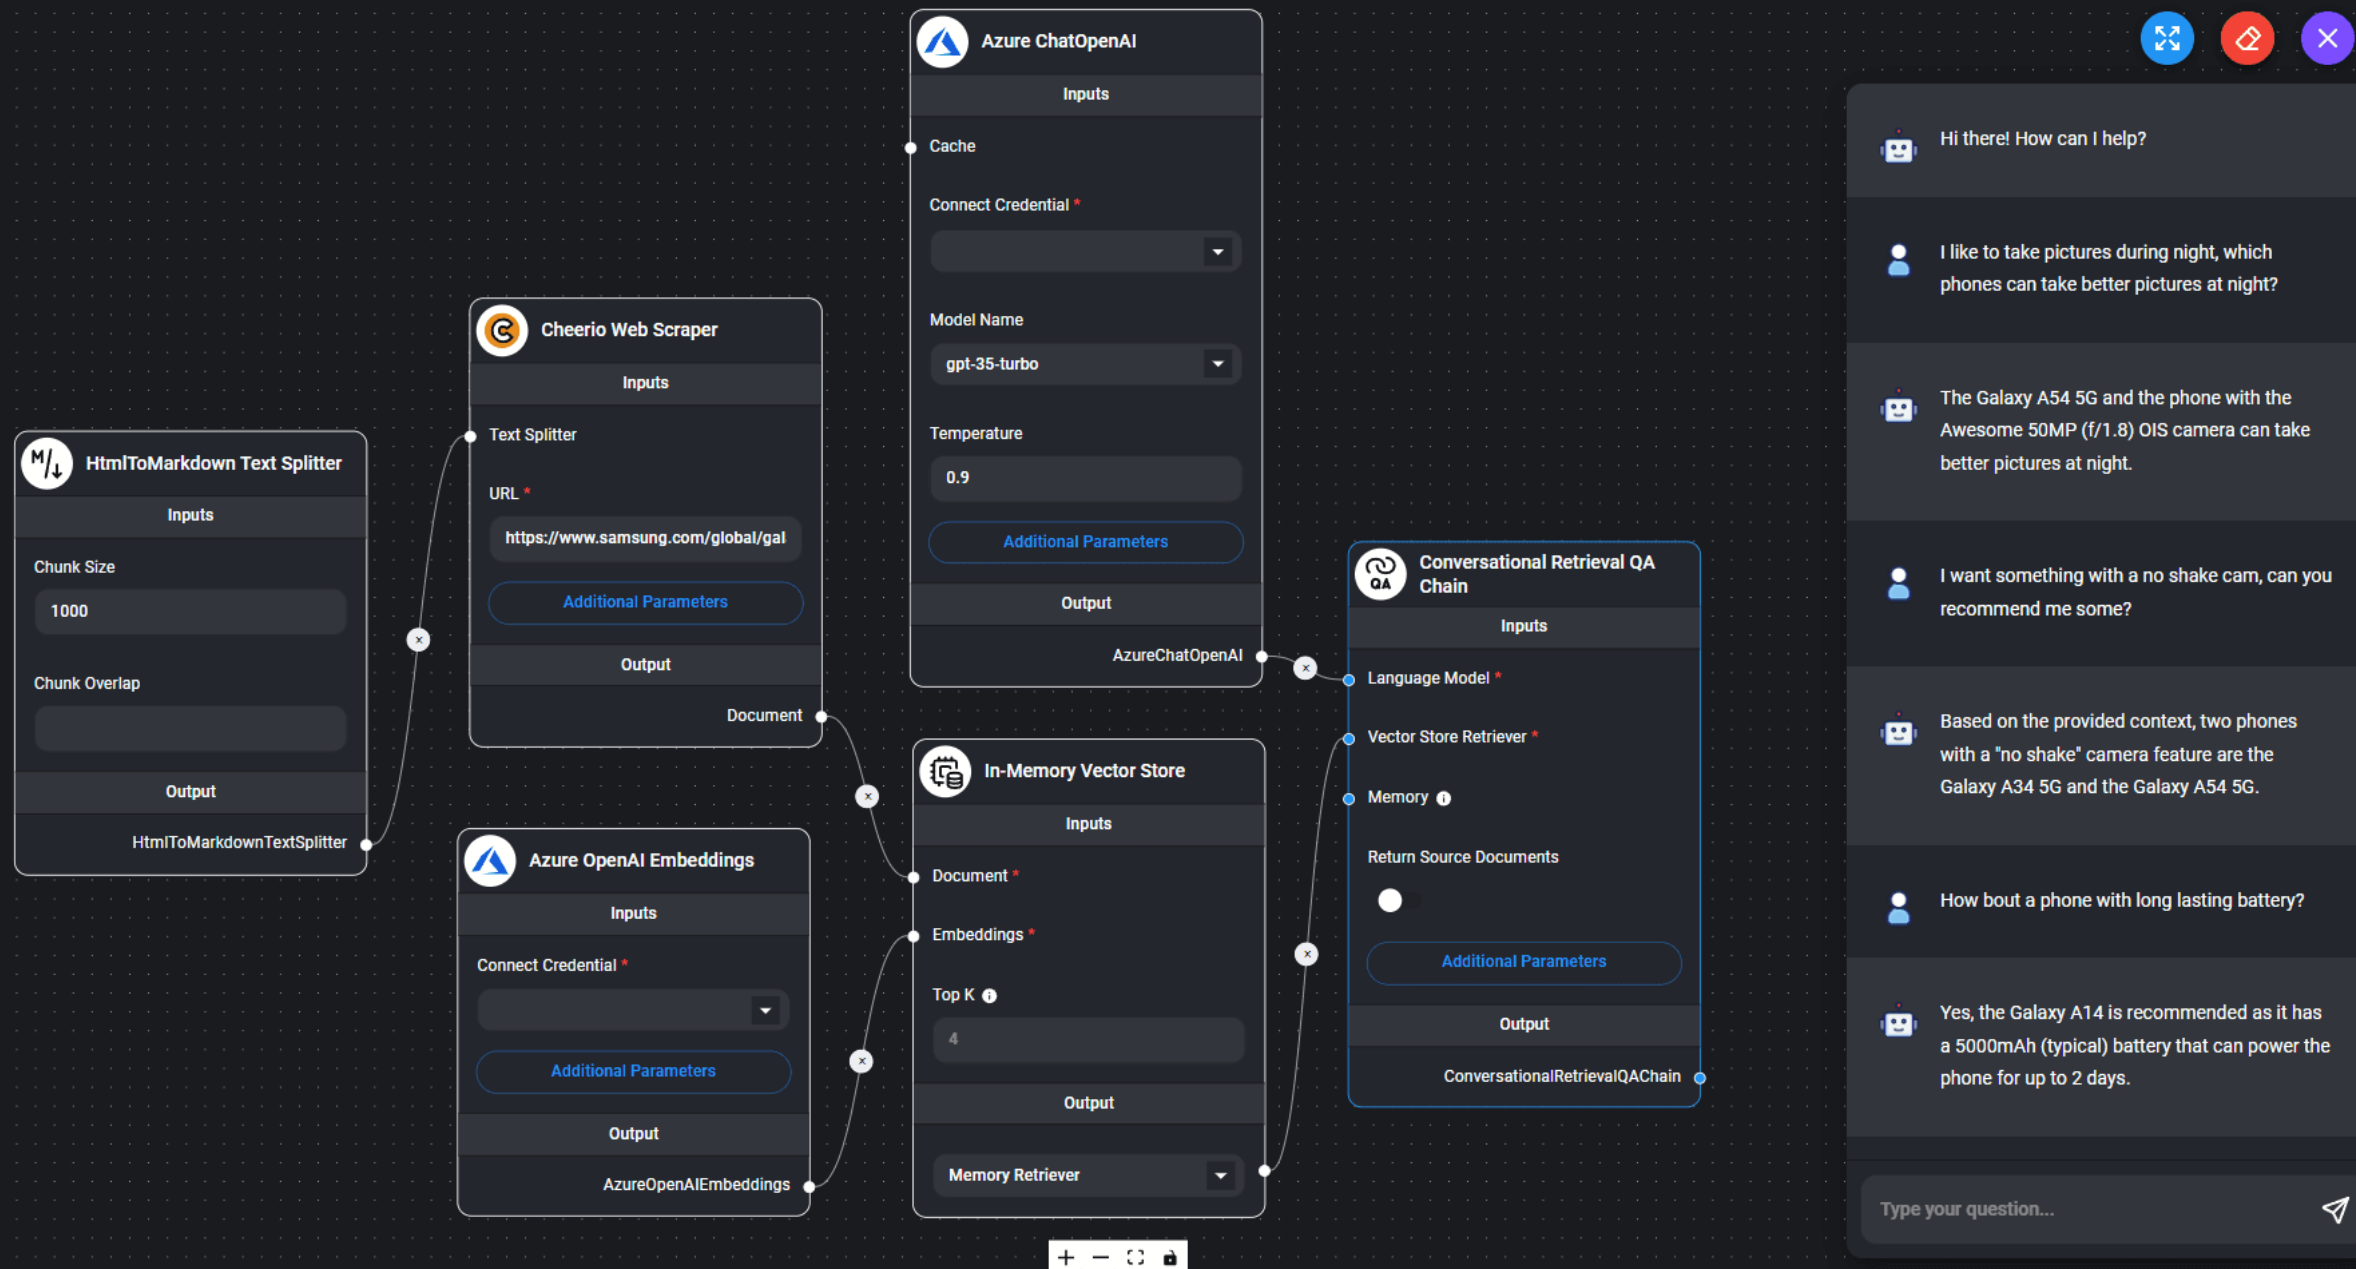 HtmlToMarkdown Text Splitter
Inputs
Chunk Size
1000
Chunk Overlap
Output
HtmlToMarkdownTextSplitter
Cheerio Web Scraper
Inputs
Text Splitter
URL *
https://www.samsung.com/global/gal
Additional Parameters
Output
Document
Azure OpenAI Embeddings
Inputs
Connect Credential *
Additional Parameters
Output
AzureOpenAIEmbeddings
Azure ChatOpenAI
Inputs
Cache
Connect Credential *
Model Name
gpt-35-turbo
Temperature
0.9
Additional Parameters
Output
AzureChatOpenAI
In-Memory Vector Store
Inputs
Document *
Embeddings *
Top K
4
Output
Memory Retriever
QA
Conversational Retrieval QA
Chain
Inputs
Language Model *
Vector Store Retriever *
Memory
Return Source Documents
Additional Parameters
Output
ConversationalRetrievalQAChain
Hi there! How can I help?
I like to take pictures during night, which
phones can take better pictures at night?
The Galaxy A54 5G and the phone with the
Awesome 50MP (f/1.8) OIS camera can take
better pictures at night.
I want something with a no shake cam, can you
recommend me some?
Based on the provided context, two phones
with a "no shake" camera feature are the
Galaxy A34 5G and the Galaxy A54 5G.
How bout a phone with long lasting battery?
Yes, the Galaxy A14 is recommended as it has
a 5000mAh (typical) battery that can power the
phone for up to 2 days.
Type your question...